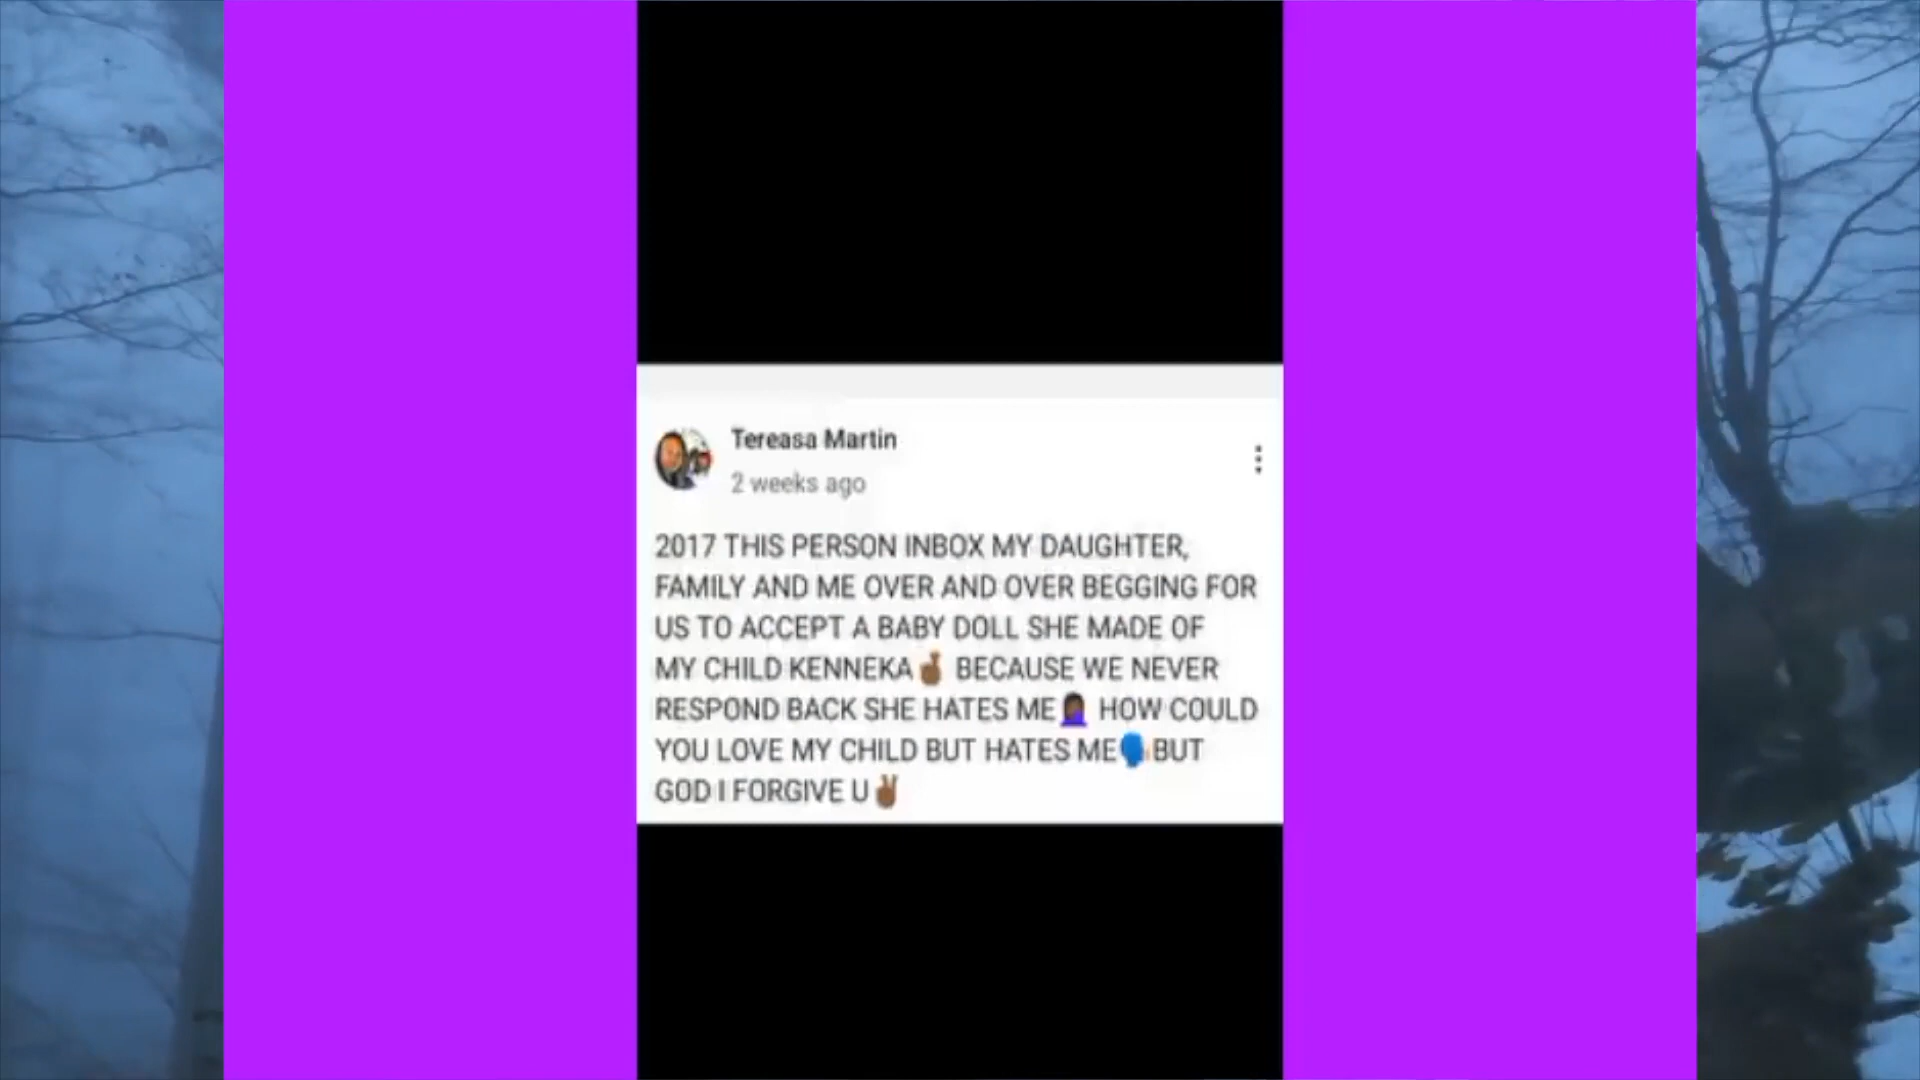 Tereasa Martin
2 weeks ago
2017 THIS PERSON INBOX MY DAUGHTER,
FAMILY AND ME OVER AND OVER BEGGING FOR
US TO ACCEPT A BABY DOLL SHE MADE OF
MY CHILD KENNEKA🤞🏾 BECAUSE WE NEVER
RESPOND BACK SHE HATES ME🤷🏾‍♀️ HOW COULD
YOU LOVE MY CHILD BUT HATES ME🗣️BUT
GOD I FORGIVE U✌🏾